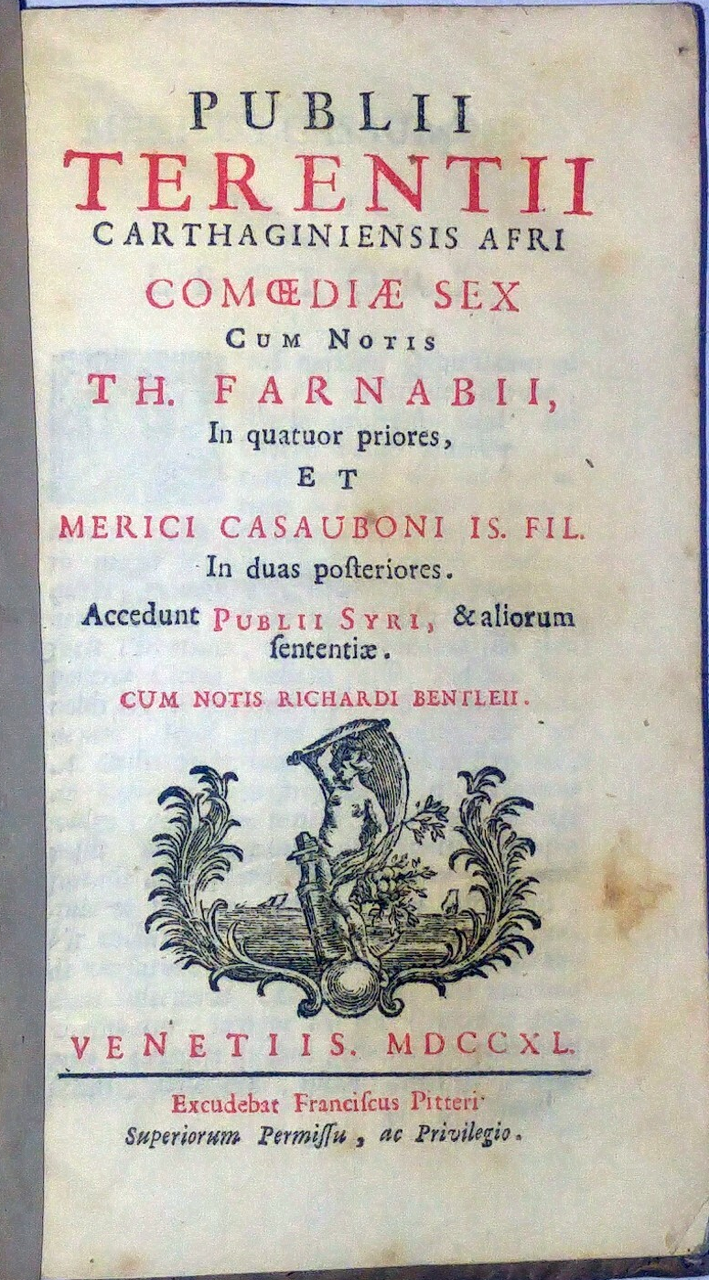 PUBLII
TERENTII
CARTHAGINIENSIS AFRI
COMŒDIÆ SEX
CUM NOTIS
TH. FARNABII,
In quatuor priores,
ET
MERICI CASAUBONI IS. FIL.
In duas poſteriores.
Accedunt PUBLII SYRI, & aliorum
ſententiæ.
CUM NOTIS RICHARDI BENTLEII.
VENETIIS. MDCCXL.
Excudebat Franciſcus Pitteri
Superiorum Permiſſu, ac Privilegio.